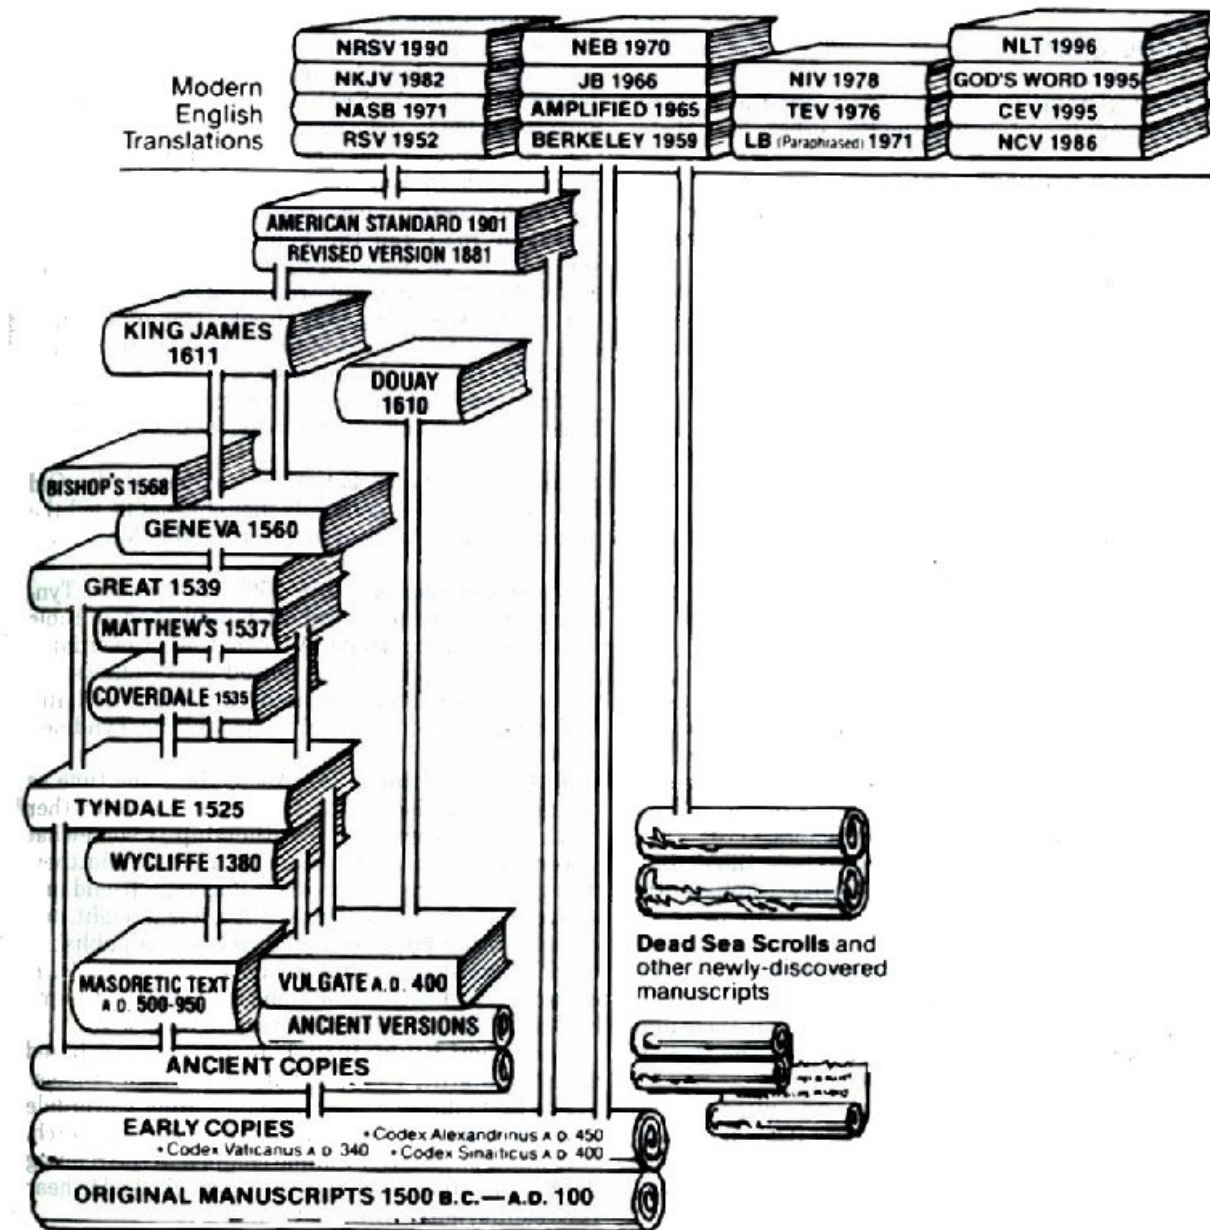 NRSV 1990
NKJV 1982
NASB 1971
RSV 1952
NEB 1970
JB 1966
AMPLIFIED 1965
BERKELEY 1959
NIV 1978
TEV 1976
LB (Paraphrased) 1971
NLT 1996
GOD'S WORD 1995
CEV 1995
NCV 1986
Modern
English
Translations
AMERICAN STANDARD 1901
REVISED VERSION 1881
KING JAMES
1611
DOUAY
1610
BISHOP'S 1568
GENEVA 1560
GREAT 1539
MATTHEW'S 1537
COVERDALE 1535
TYNDALE 1525
WYCLIFFE 1380
MASORETIC TEXT
A.D. 500-950
VULGATE A.D. 400
ANCIENT VERSIONS
ANCIENT COPIES
Dead Sea Scrolls and
other newly-discovered
manuscripts
EARLY COPIES
• Codex Vaticanus A.D. 340
• Codex Alexandrinus A.D. 450
• Codex Sinaiticus A.D. 400
ORIGINAL MANUSCRIPTS 1500 B.C.—A.D. 100